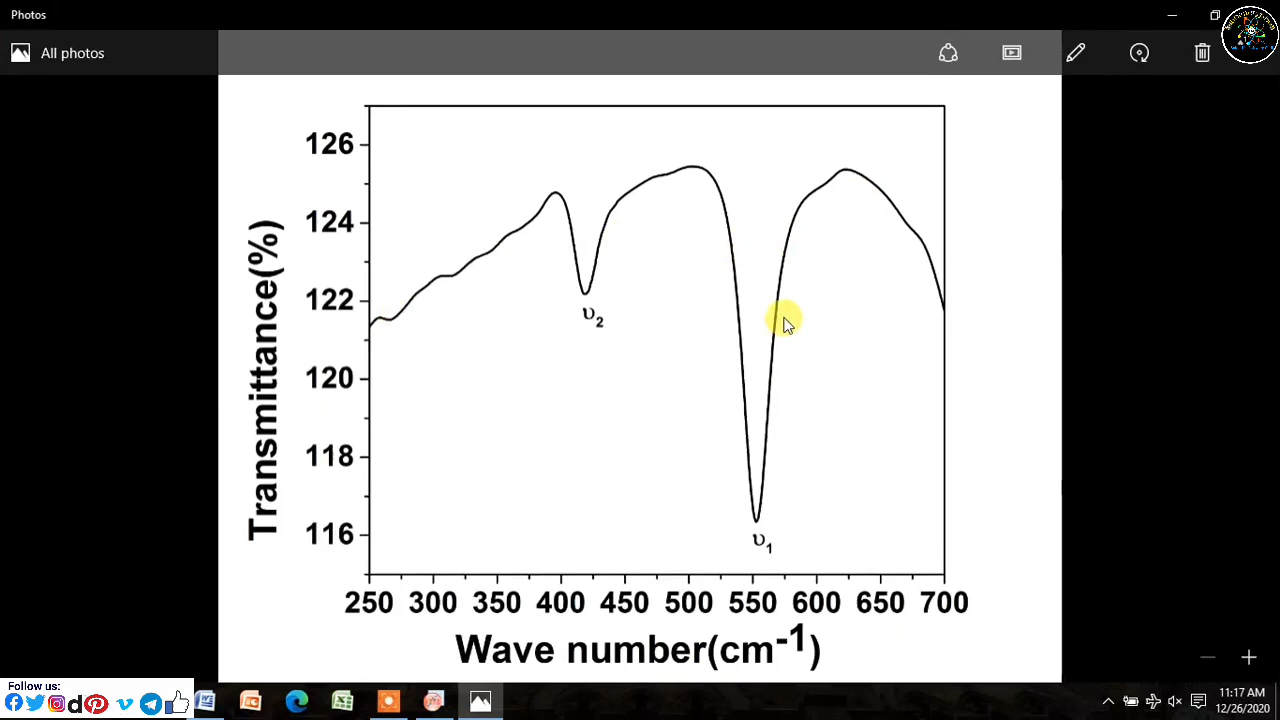 Photos
All photos
126
124
122
120
118
116
Transmittance(%)
υ2
υ1
250 300 350 400 450 500 550 600 650 700
Wave number(cm-1)
Follow us:
11:17 AM
12/26/2020